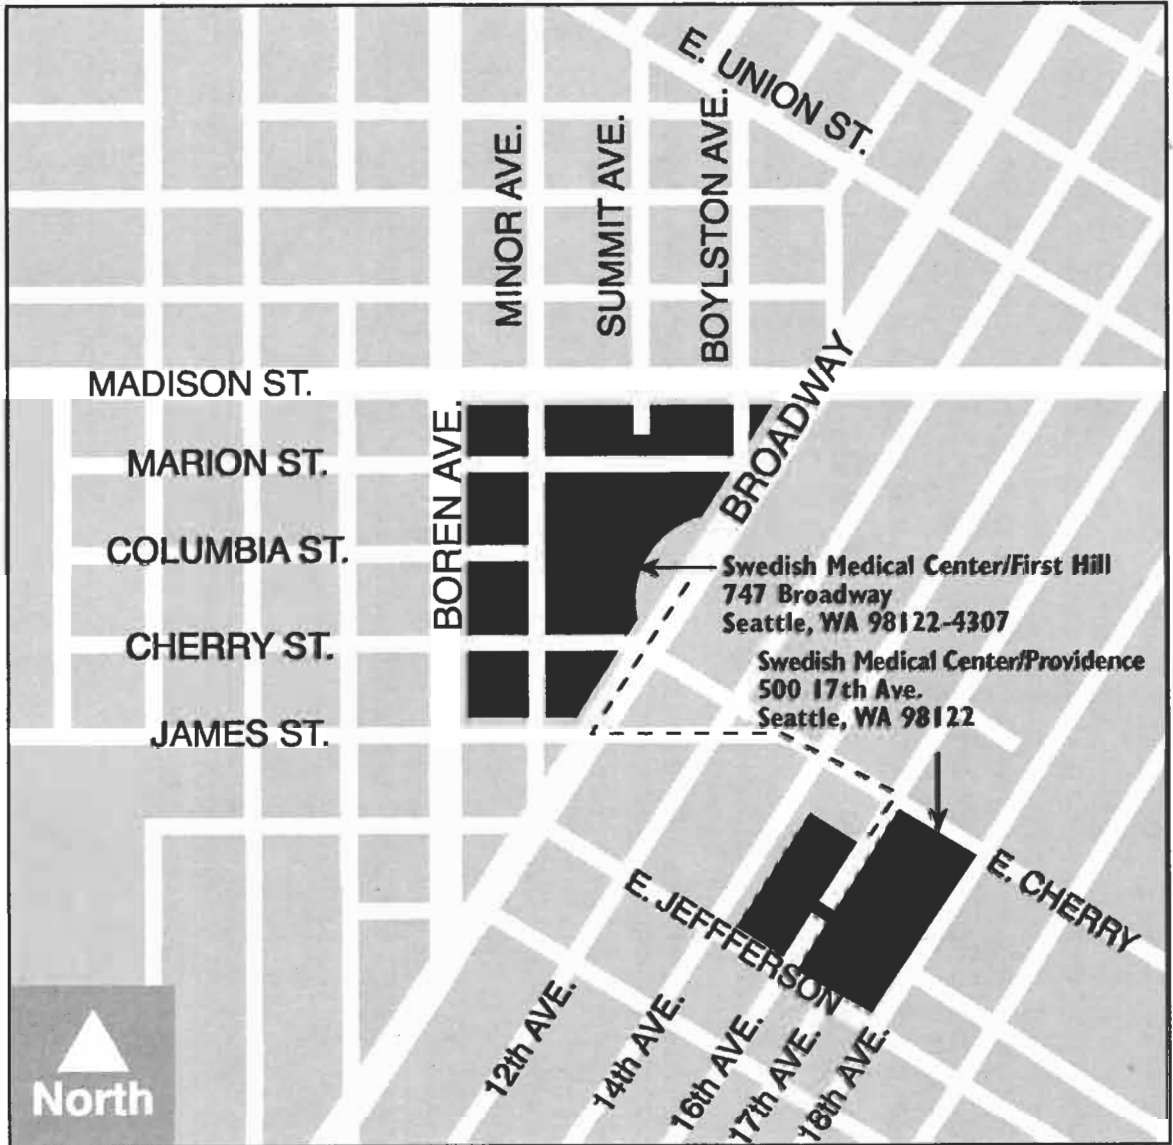 E. UNION ST.
MINOR AVE.
SUMMIT AVE.
BOYLSTON AVE.
BROADWAY
MADISON ST.
MARION ST.
BOREN AVE.
COLUMBIA ST.
Swedish Medical Center/First Hill
747 Broadway
Seattle, WA 98122-4307
CHERRY ST.
Swedish Medical Center/Providence
500 17th Ave.
Seattle, WA 98122
JAMES ST.
E. CHERRY
E. JEFFFERSON
12th AVE.
14th AVE.
16th AVE.
17th AVE.
18th AVE.
North